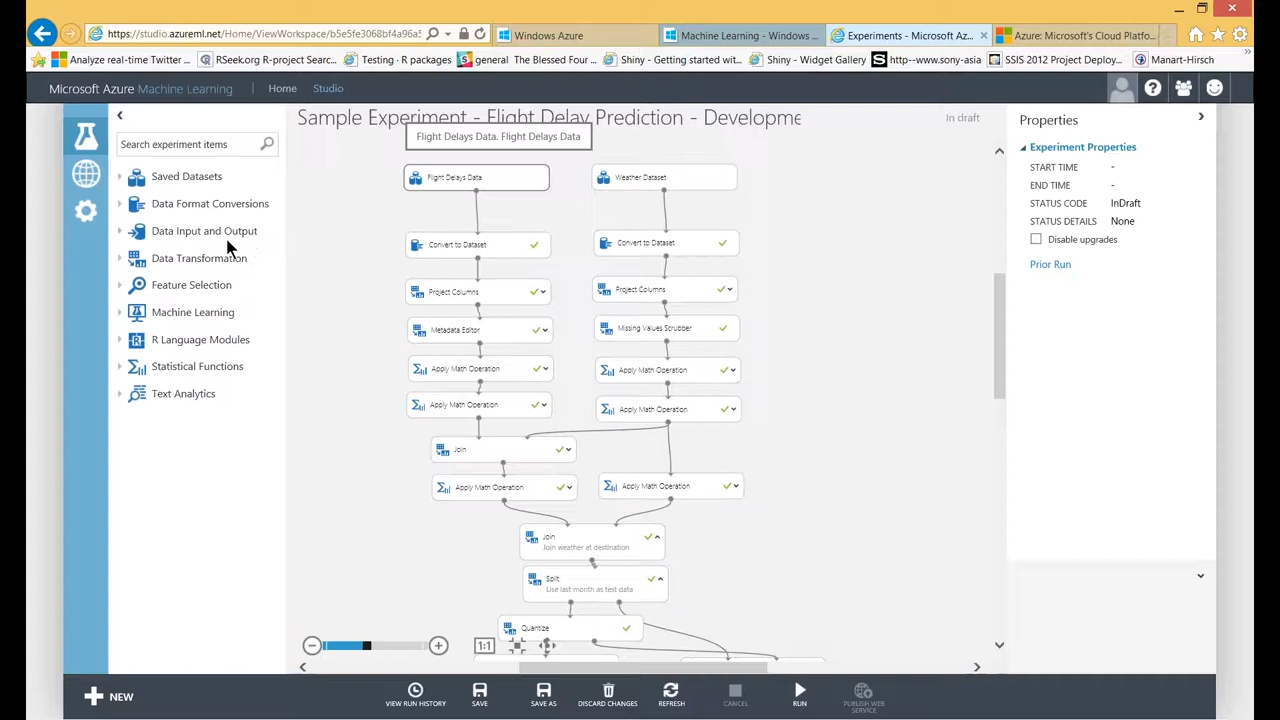 https://studio.azureml.net/Home/ViewWorkspace/b5e5fe3068bf4a96a5
Windows Azure
Machine Learning - Windows ...
Experiments - Microsoft Az...
Azure: Microsoft's Cloud Platfo...
Analyze real-time Twitter ...
RSeek.org R-project Searc...
Testing · R packages
general The Blessed Four ...
Shiny - Getting started wit...
Shiny - Widget Gallery
http--www.sony-asia
SSIS 2012 Project Deploy...
Manart-Hirsch
Microsoft Azure Machine Learning
Home
Studio
Search experiment items
Saved Datasets
Data Format Conversions
Data Input and Output
Data Transformation
Feature Selection
Machine Learning
R Language Modules
Statistical Functions
Text Analytics
Sample Experiment - Flight Delay Prediction - Developme
In draft
Flight Delays Data. Flight Delays Data
Flight Delays Data
Weather Dataset
Convert to Dataset
Convert to Dataset
Project Columns
Project Columns
Metadata Editor
Missing Values Scrubber
Apply Math Operation
Apply Math Operation
Apply Math Operation
Apply Math Operation
Join
Apply Math Operation
Apply Math Operation
Join
Join weather at destination
Split
Use last month as test data
Quantize
1:1
Properties
Experiment Properties
START TIME -
END TIME -
STATUS CODE InDraft
STATUS DETAILS None
Disable upgrades
Prior Run
NEW
VIEW RUN HISTORY
SAVE
SAVE AS
DISCARD CHANGES
REFRESH
CANCEL
RUN
PUBLISH WEB
SERVICE